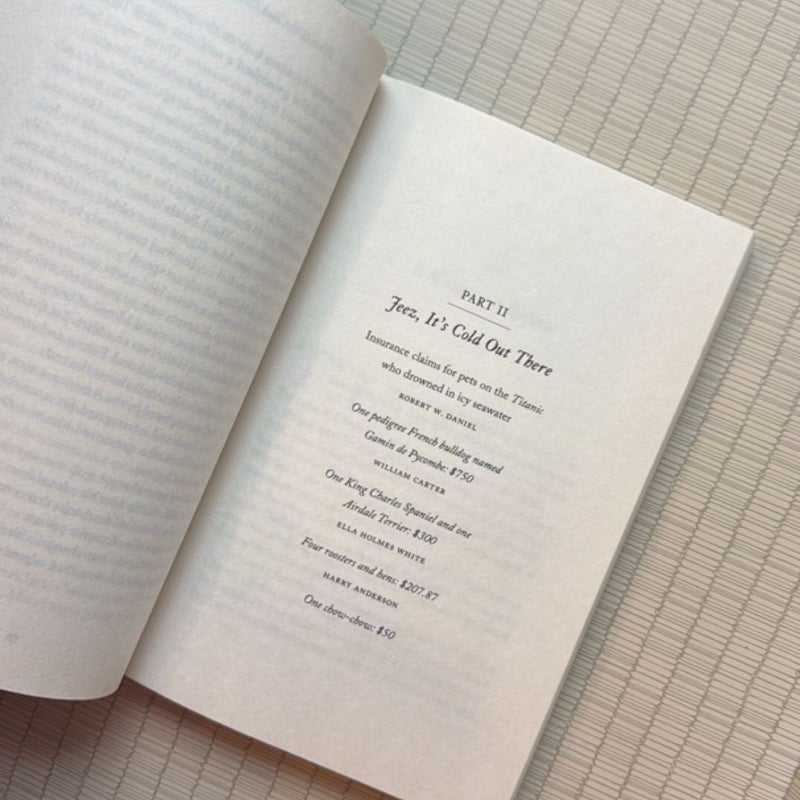 PART II
Jeez, It's Cold Out There
Insurance claims for pets on the Titanic
who drowned in icy seawater
ROBERT W. DANIEL
One pedigree French bulldog named
Gamin de Pycombe: $750
WILLIAM CARTER
One King Charles Spaniel and one
Airdale Terrier: $300
ELLA HOLMES WHITE
Four roosters and hens: $207.87
HARRY ANDERSON
One chow-chow: $50